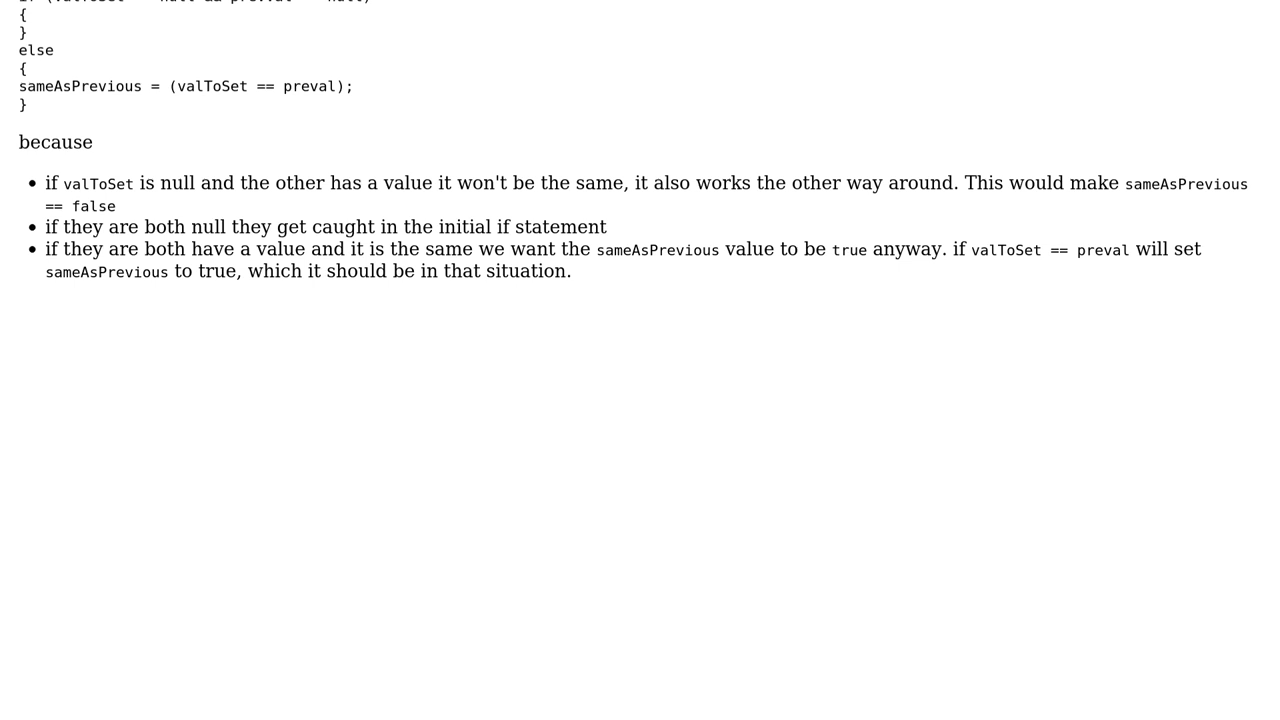 {
}
else
{
sameAsPrevious = (valToSet == preval);
}
because
• if valToSet is null and the other has a value it won't be the same, it also works the other way around. This would make sameAsPrevious
== false
• if they are both null they get caught in the initial if statement
• if they are both have a value and it is the same we want the sameAsPrevious value to be true anyway. if valToSet == preval will set
sameAsPrevious to true, which it should be in that situation.